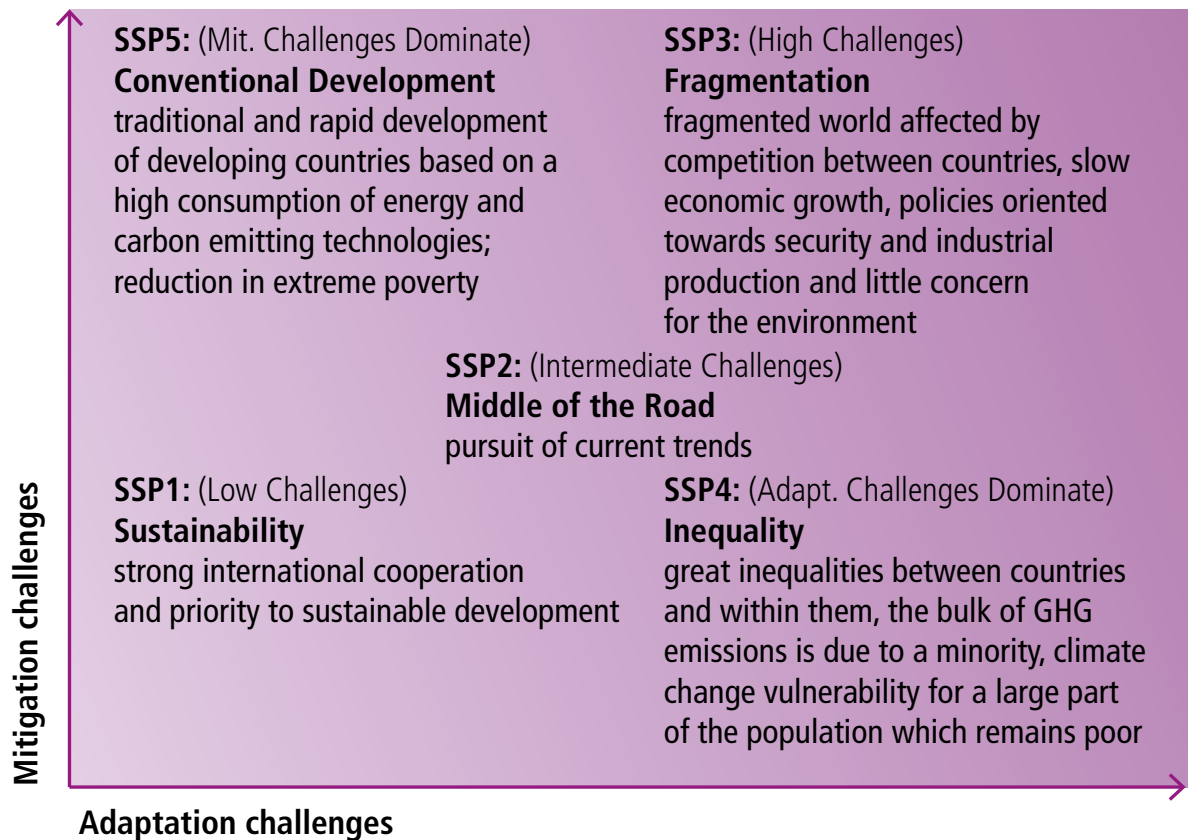 SSP5: (Mit. Challenges Dominate)
Conventional Development
traditional and rapid development
of developing countries based on a
high consumption of energy and
carbon emitting technologies;
reduction in extreme poverty
SSP3: (High Challenges)
Fragmentation
fragmented world affected by
competition between countries, slow
economic growth, policies oriented
towards security and industrial
production and little concern
for the environment
SSP2: (Intermediate Challenges)
Middle of the Road
pursuit of current trends
SSP1: (Low Challenges)
Sustainability
strong international cooperation
and priority to sustainable development
SSP4: (Adapt. Challenges Dominate)
Inequality
great inequalities between countries
and within them, the bulk of GHG
emissions is due to a minority, climate
change vulnerability for a large part
of the population which remains poor
Mitigation challenges
Adaptation challenges